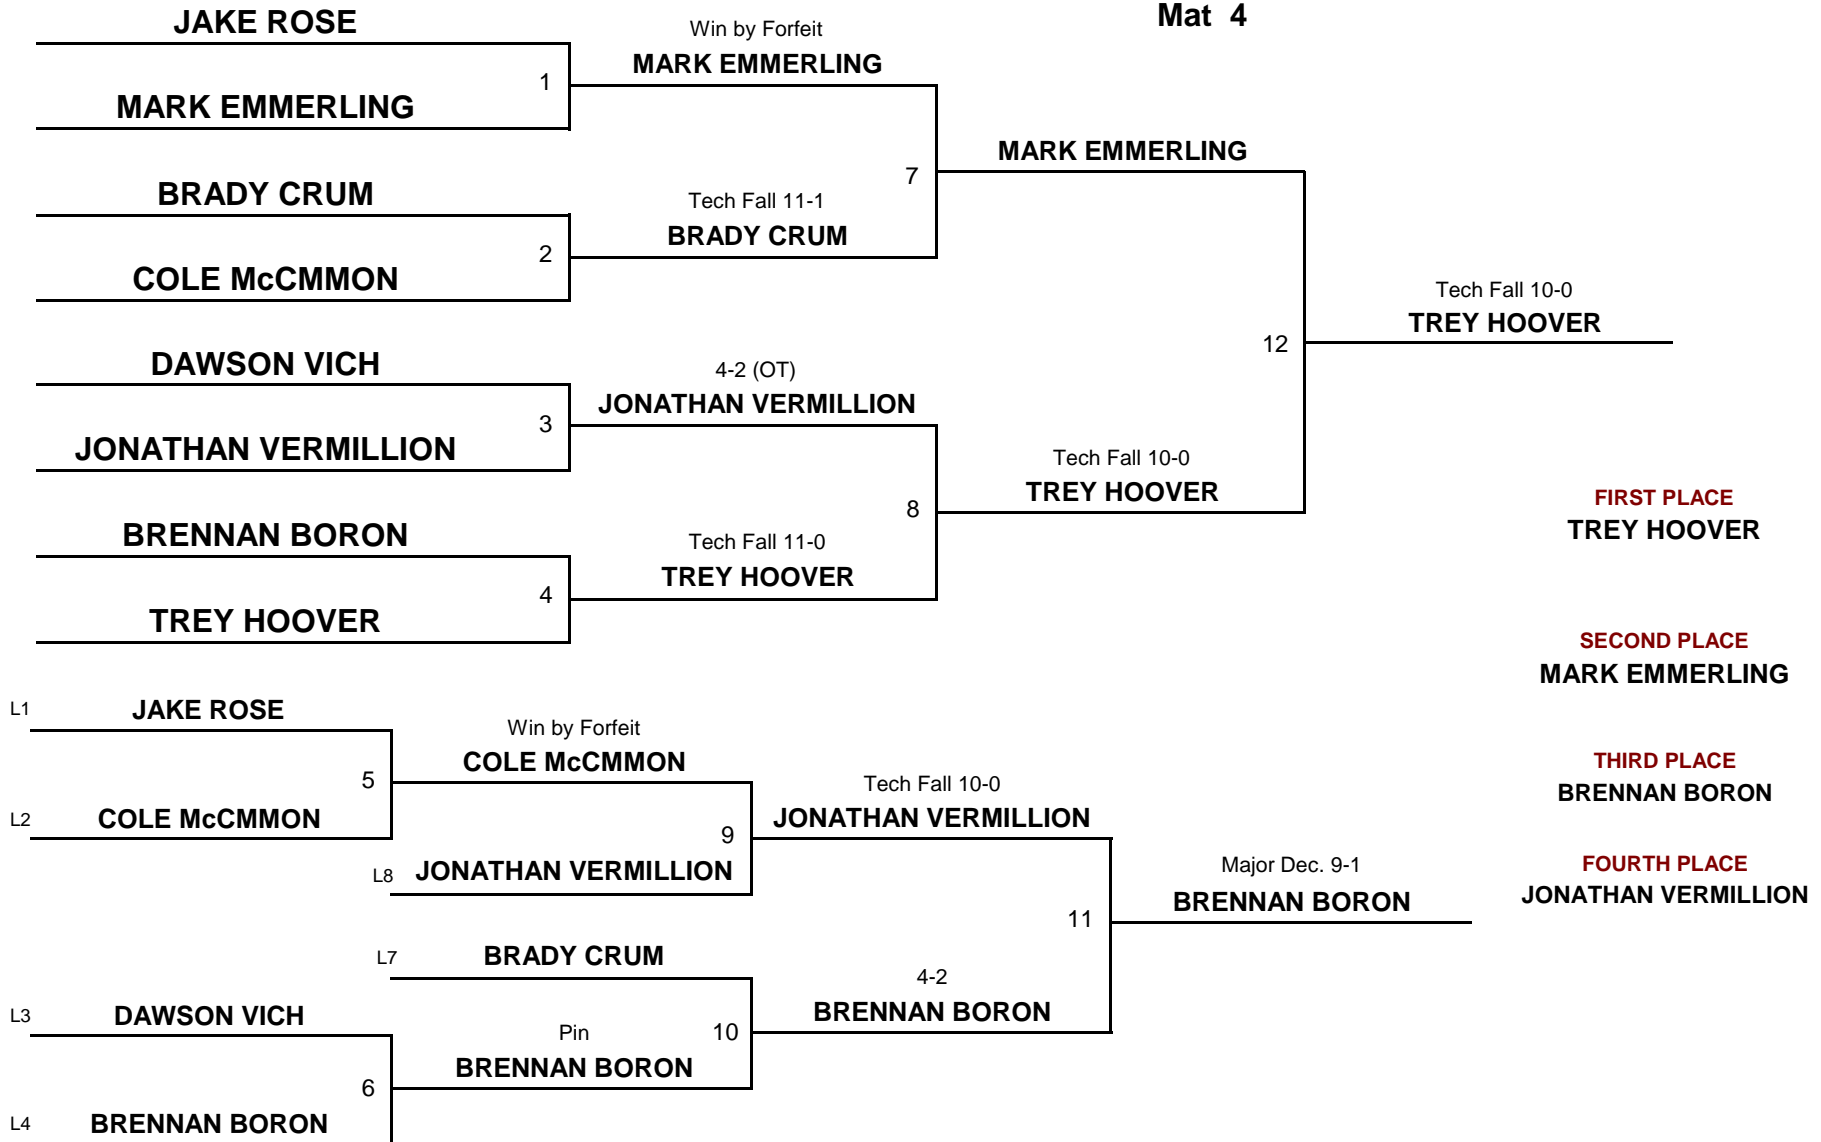 Mat 4
JAKE ROSE
Win by Forfeit
MARK EMMERLING
1
MARK EMMERLING
MARK EMMERLING
7
BRADY CRUM
Tech Fall 11-1
BRADY CRUM
2
COLE McCMMON
Tech Fall 10-0
TREY HOOVER
12
DAWSON VICH
4-2 (OT)
JONATHAN VERMILLION
3
JONATHAN VERMILLION
Tech Fall 10-0
TREY HOOVER
8
BRENNAN BORON
Tech Fall 11-0
TREY HOOVER
4
TREY HOOVER
FIRST PLACE
TREY HOOVER
SECOND PLACE
MARK EMMERLING
THIRD PLACE
BRENNAN BORON
FOURTH PLACE
JONATHAN VERMILLION
L1 JAKE ROSE
Win by Forfeit
COLE McCMMON
5
L2 COLE McCMMON
Tech Fall 10-0
JONATHAN VERMILLION
9
L8 JONATHAN VERMILLION
Major Dec. 9-1
BRENNAN BORON
11
L7 BRADY CRUM
4-2
BRENNAN BORON
L3 DAWSON VICH
Pin
10
BRENNAN BORON
6
L4 BRENNAN BORON